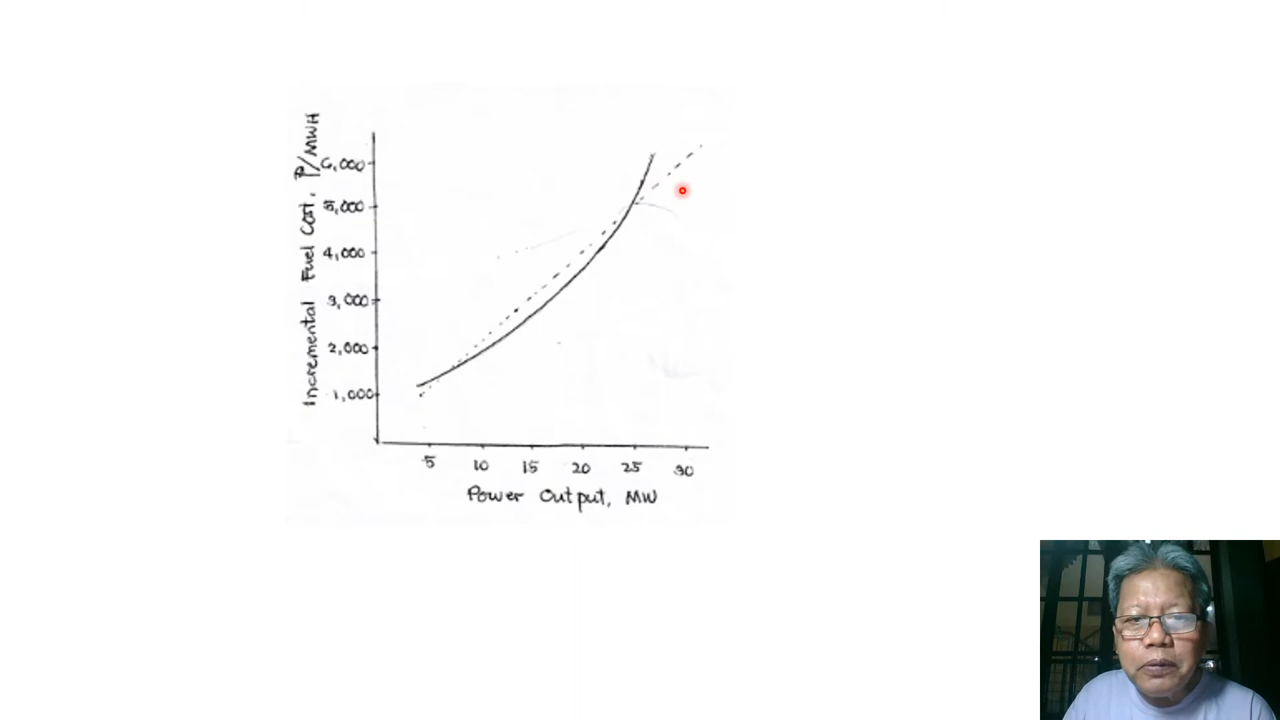 Incremental Fuel Cost, ₱/MWH
6,000
5,000
4,000
3,000
2,000
1,000
5 10 15 20 25 30
Power Output, MW